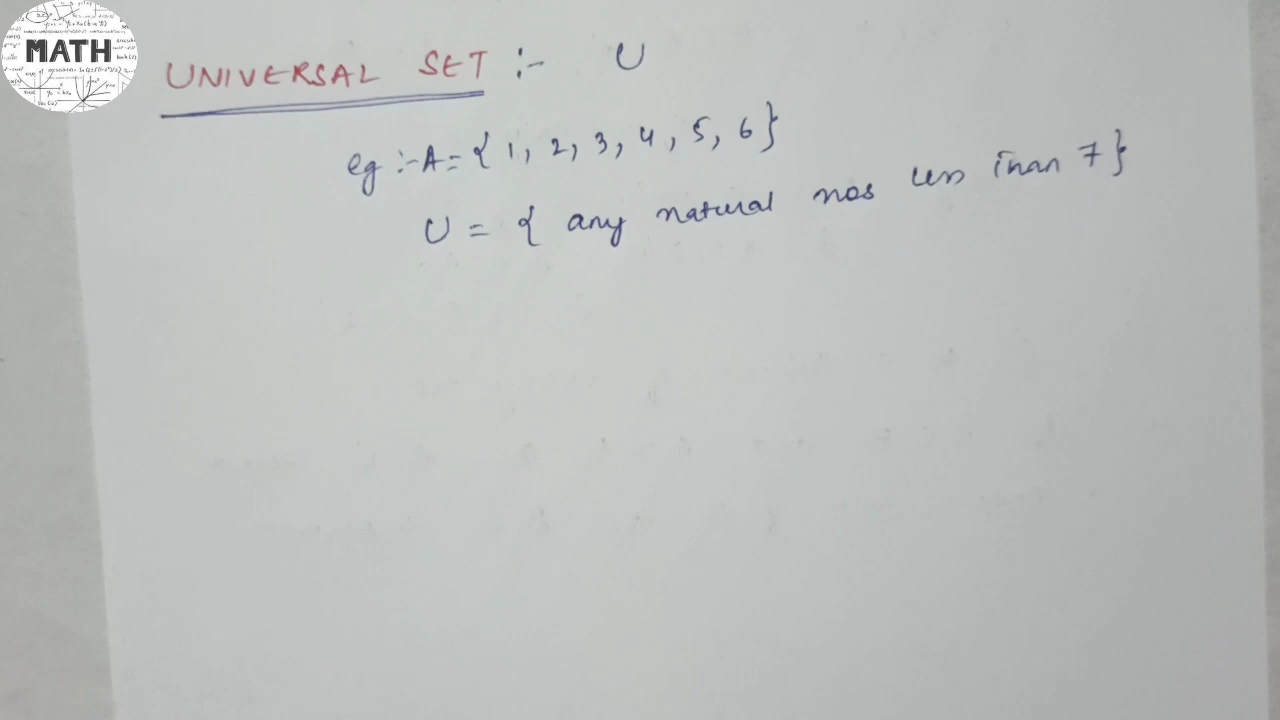 MATH
UNIVERSAL SET :- U
eg :- A = { 1, 2, 3, 4, 5, 6 }
U = { any natural nos less than 7 }